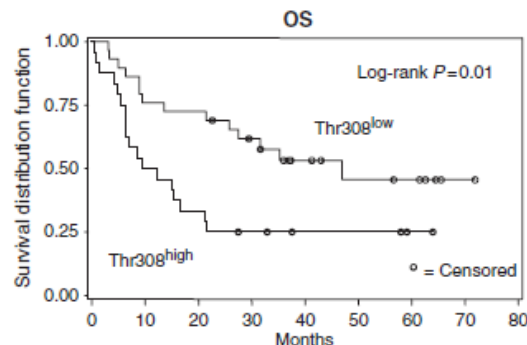 OS
Survival distribution function
1.00
0.75
0.50
0.25
0.00
Log-rank P=0.01
Thr308low
Thr308high
= Censored
0 10 20 30 40 50 60 70 80
Months